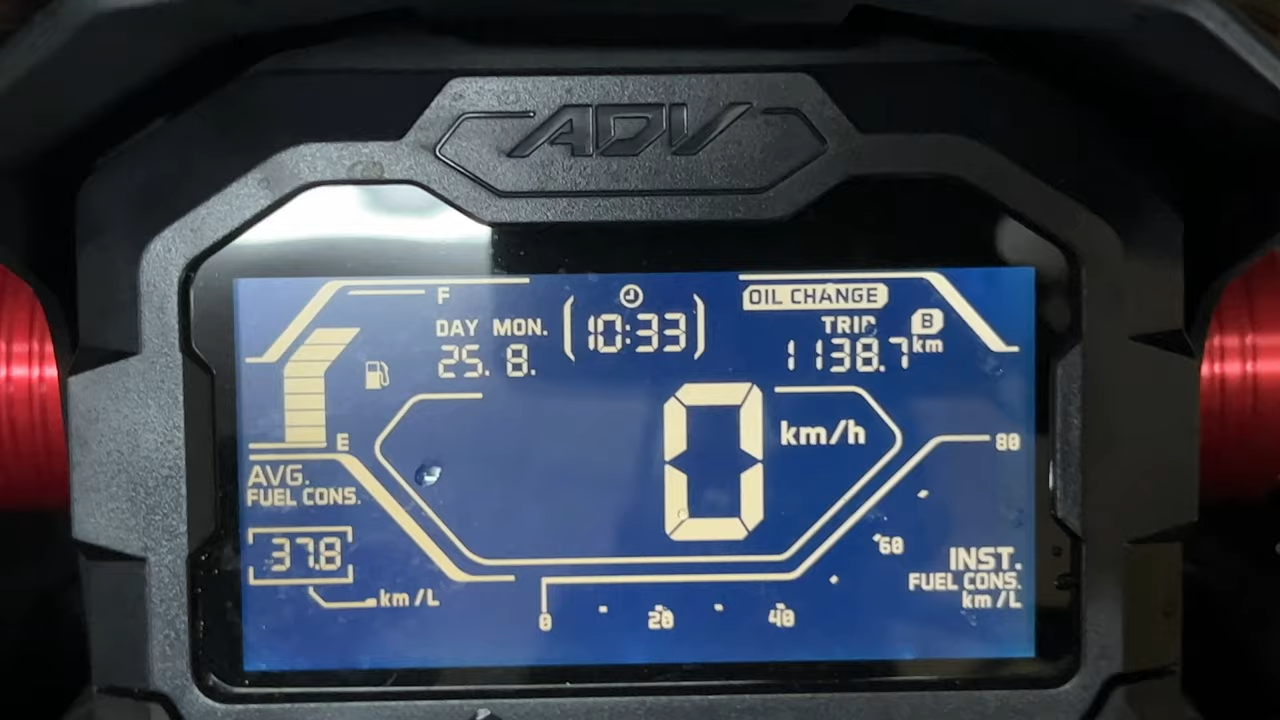 ADV
F
OIL CHANGE
DAY MON.
25. 8.
10:33
TRIP B
1138.7 km
E
0 km/h
AVG.
FUEL CONS.
37.8
km/L
0 20 40 60 80
INST.
FUEL CONS.
km/L